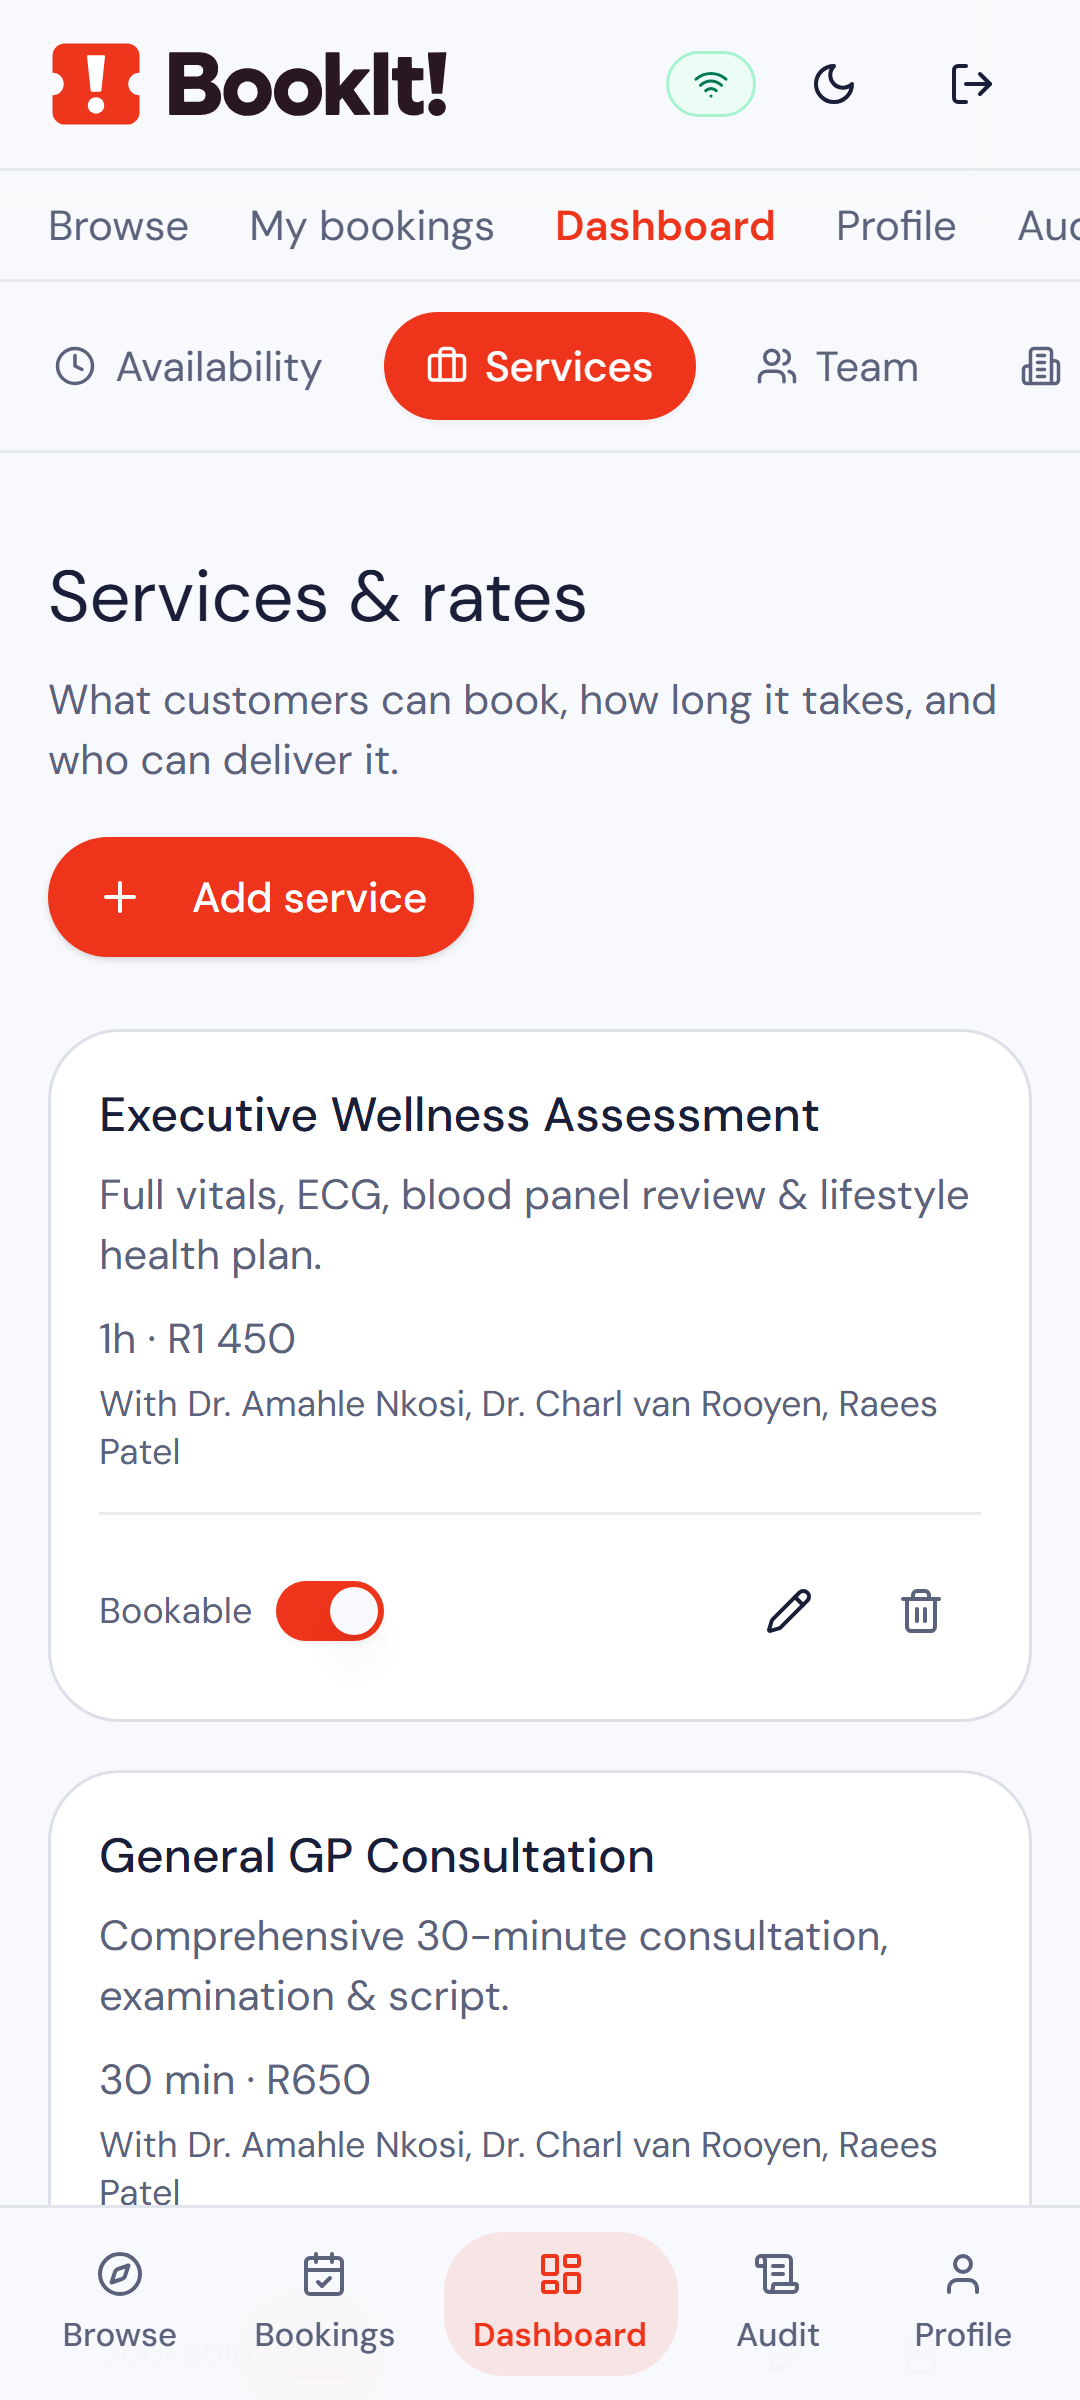 BookIt!
Browse My bookings Dashboard Profile Auc
Availability Services Team
Services & rates
What customers can book, how long it takes, and
who can deliver it.
+ Add service
Executive Wellness Assessment
Full vitals, ECG, blood panel review & lifestyle
health plan.
1h · R1 450
With Dr. Amahle Nkosi, Dr. Charl van Rooyen, Raees
Patel
Bookable
General GP Consultation
Comprehensive 30-minute consultation,
examination & script.
30 min · R650
With Dr. Amahle Nkosi, Dr. Charl van Rooyen, Raees
Patel
Browse Bookings Dashboard Audit Profile